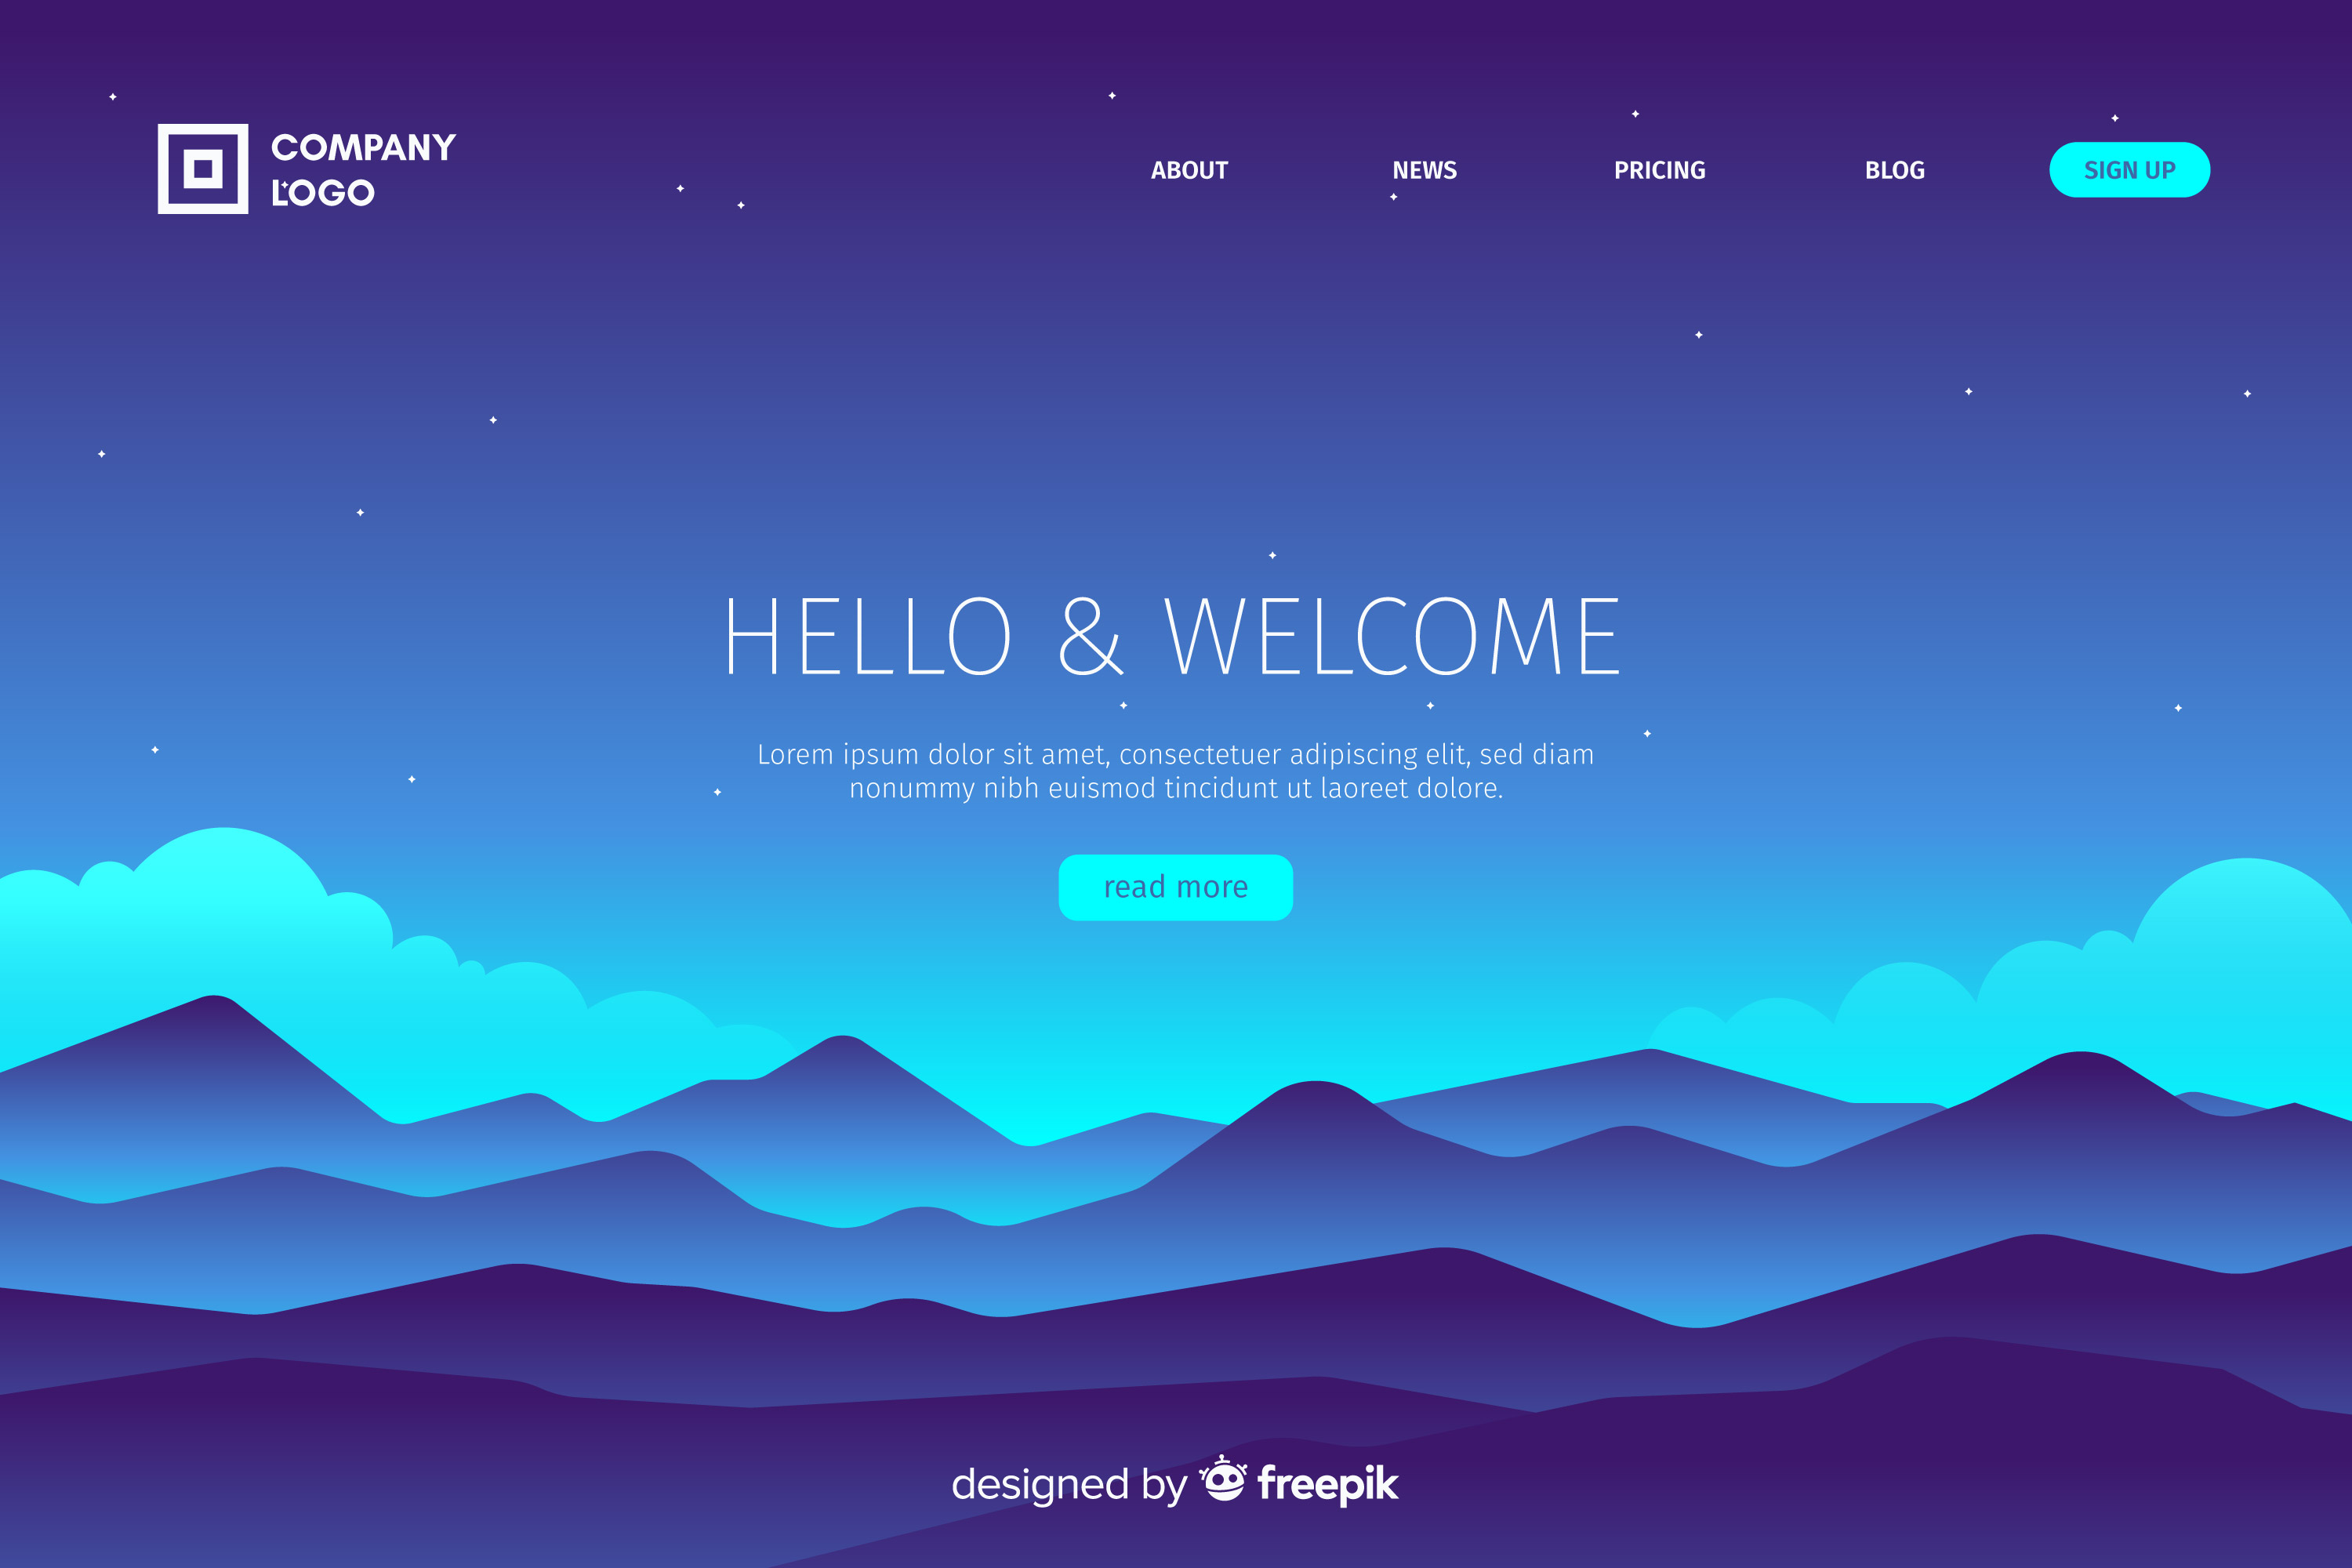 COMPANY
LOGO
ABOUT NEWS PRICING BLOG SIGN UP
HELLO & WELCOME
Lorem ipsum dolor sit amet, consectetuer adipiscing elit, sed diam
nonummy nibh euismod tincidunt ut laoreet dolore.
read more
designed by freepik